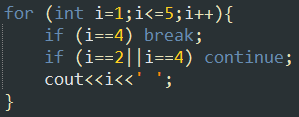 for (int i=1;i<=5;i++){
    if (i==4) break;
    if (i==2||i==4) continue;
    cout<<i<<' ';
}